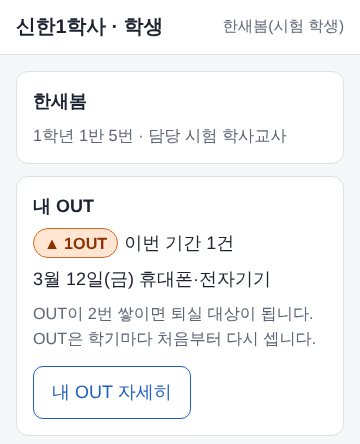 신한1학사 · 학생
한새봄(시험 학생)
한새봄
1학년 1반 5번 · 담당 시험 학사교사
내 OUT
▲ 1OUT 이번 기간 1건
3월 12일(금) 휴대폰·전자기기
OUT이 2번 쌓이면 퇴실 대상이 됩니다.
OUT은 학기마다 처음부터 다시 셉니다.
내 OUT 자세히